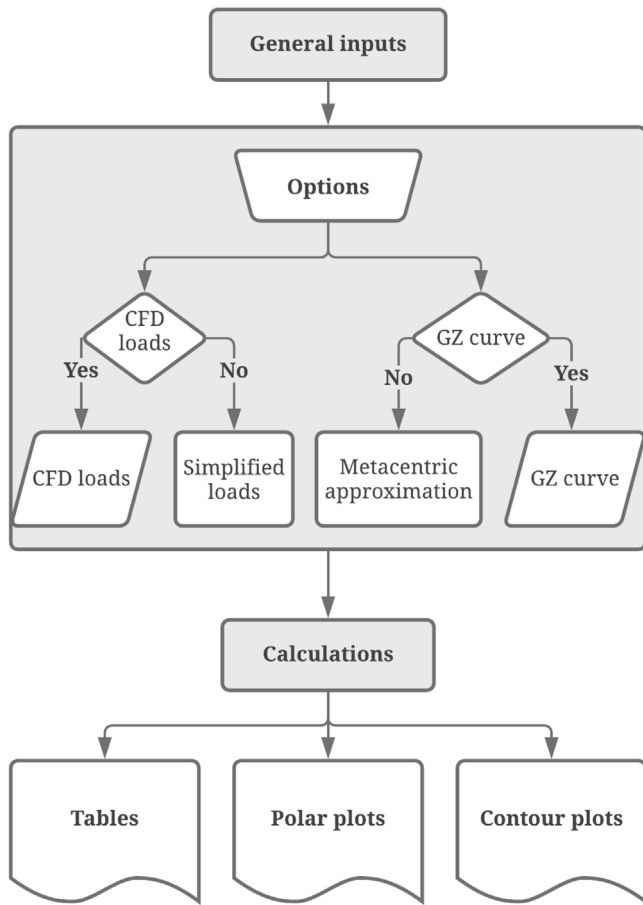 General inputs
Options
CFD
loads
GZ curve
Yes
No
No
Yes
CFD loads
Simplified
loads
Metacentric
approximation
GZ curve
Calculations
Tables
Polar plots
Contour plots